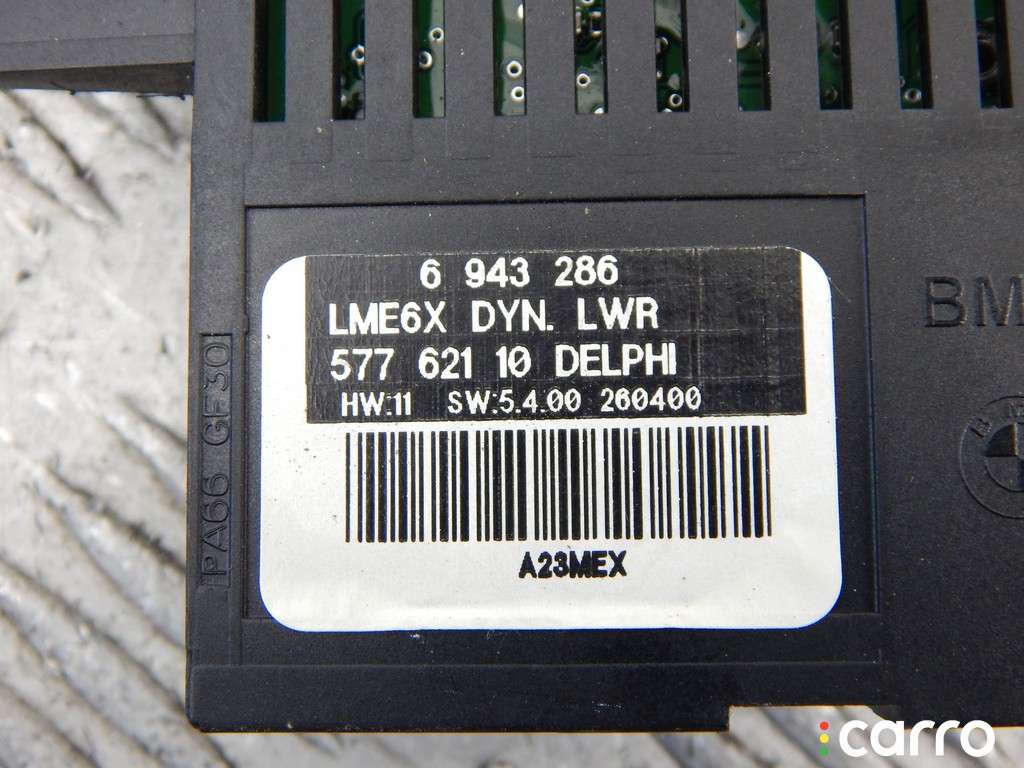 6 943 286
LME6X DYN. LWR
577 621 10 DELPHI
HW:11 SW:5.4.00 260400
A23MEX
PA66 GF30
BM
carro